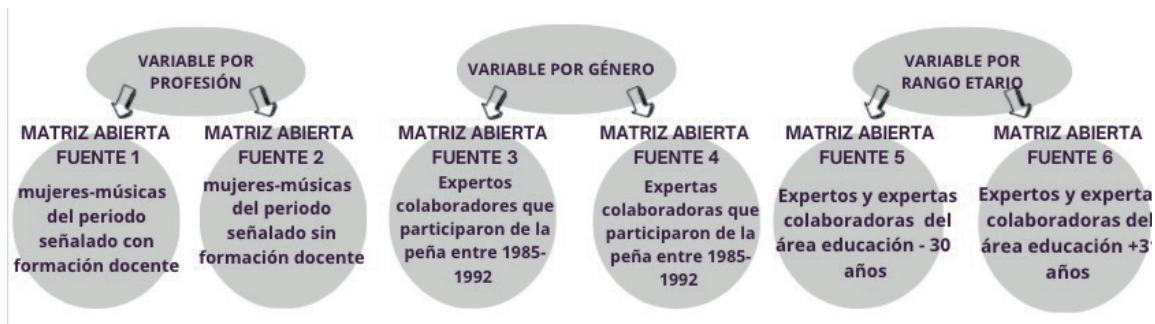 VARIABLE POR
PROFESIÓN
MATRIZ ABIERTA
FUENTE 1
mujeres-músicas
del periodo
señalado con
formación docente
MATRIZ ABIERTA
FUENTE 2
mujeres-músicas
del periodo
señalado sin
formación docente
VARIABLE POR GÉNERO
MATRIZ ABIERTA
FUENTE 3
Expertos
colaboradores que
participaron de la
peña entre 1985-
1992
MATRIZ ABIERTA
FUENTE 4
Expertas
colaboradoras que
participaron de la
peña entre 1985-
1992
VARIABLE POR
RANGO ETARIO
MATRIZ ABIERTA
FUENTE 5
Expertos y expertas
colaboradoras del
área educación - 30
años
MATRIZ ABIERTA
FUENTE 6
Expertos y experta
colaboradoras del
área educación
años